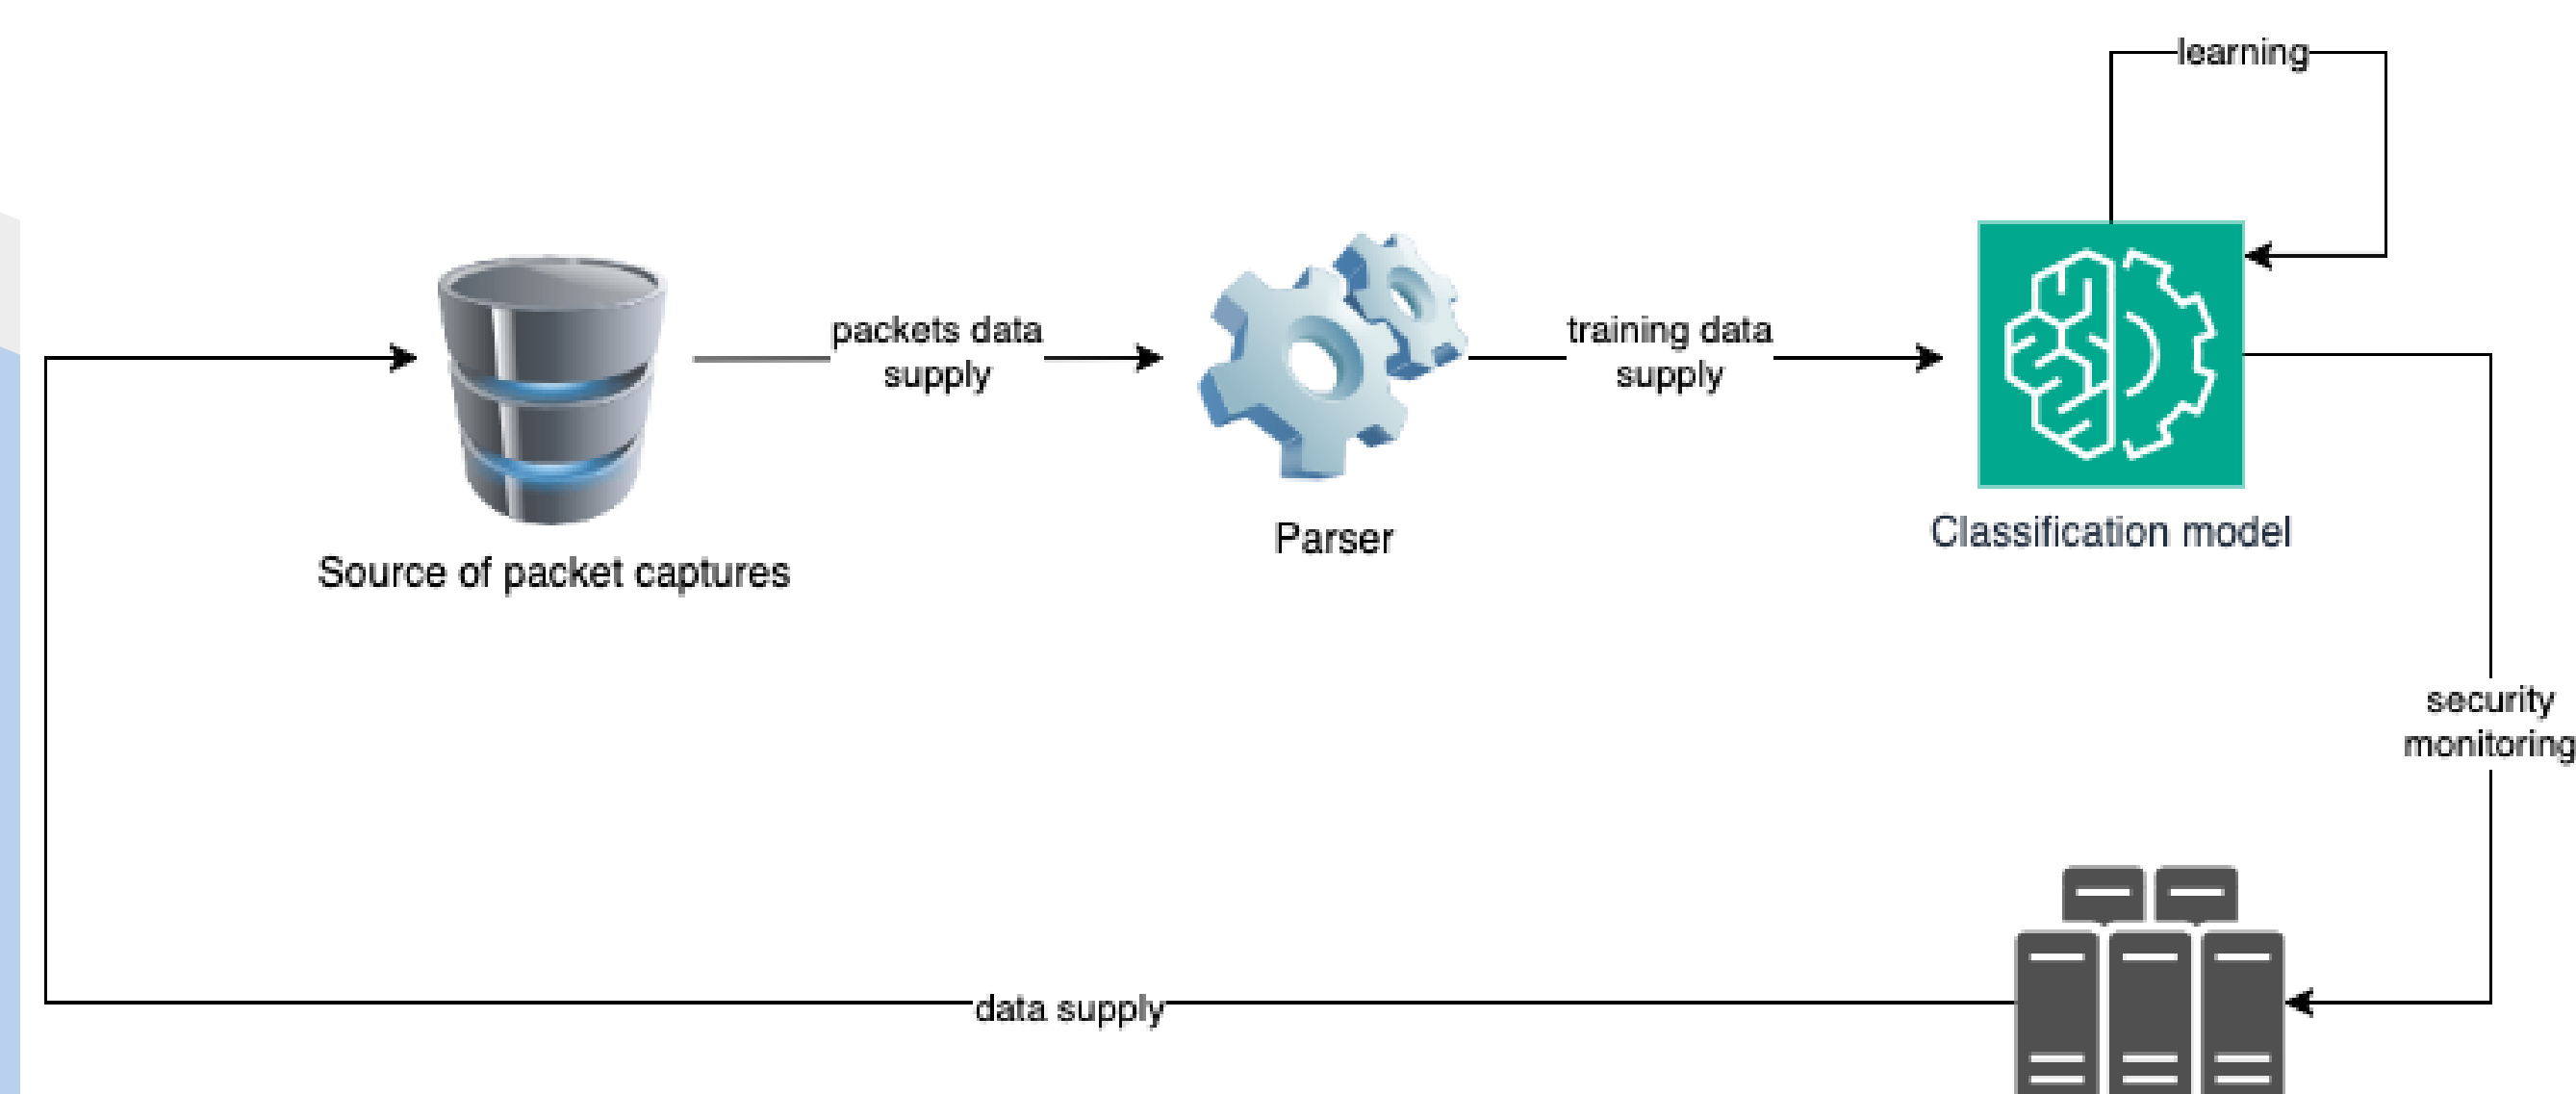 learning
packets data
supply
training data
supply
Source of packet captures
Parser
Classification model
security
monitoring
data supply